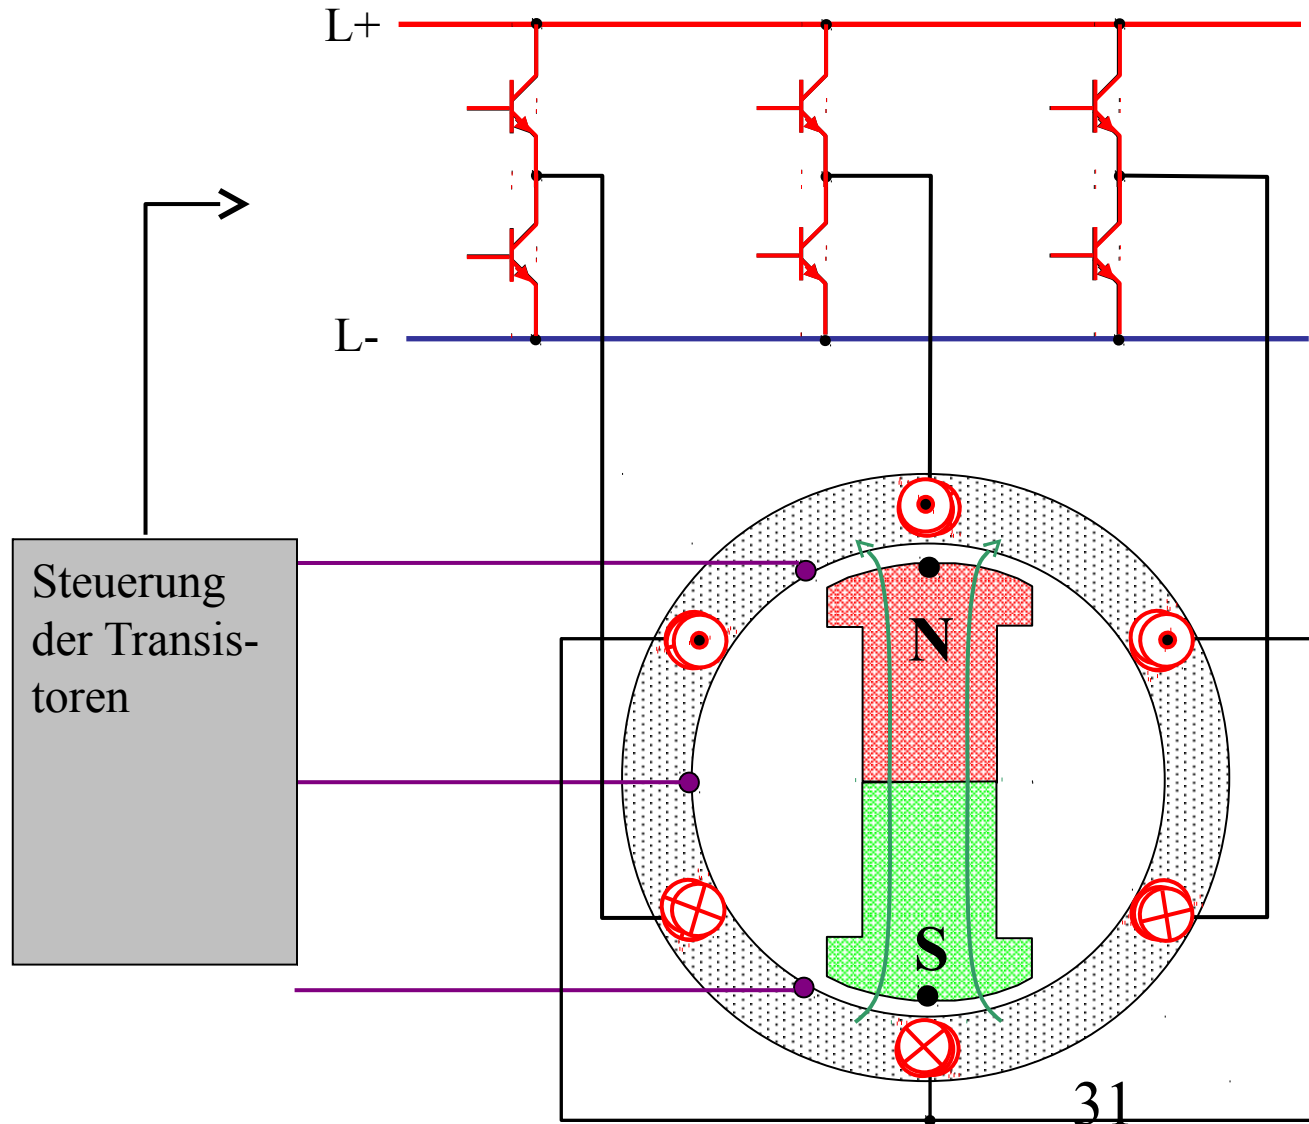 L+
L-
Steuerung
der Transis-
toren
N
S
31